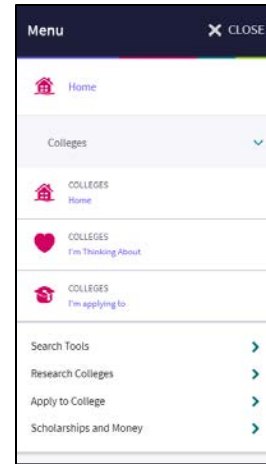 Menu
CLOSE
Home
Colleges
COLLEGES
Home
COLLEGES
I'm Thinking About
COLLEGES
I'm applying to
Search Tools
Research Colleges
Apply to College
Scholarships and Money